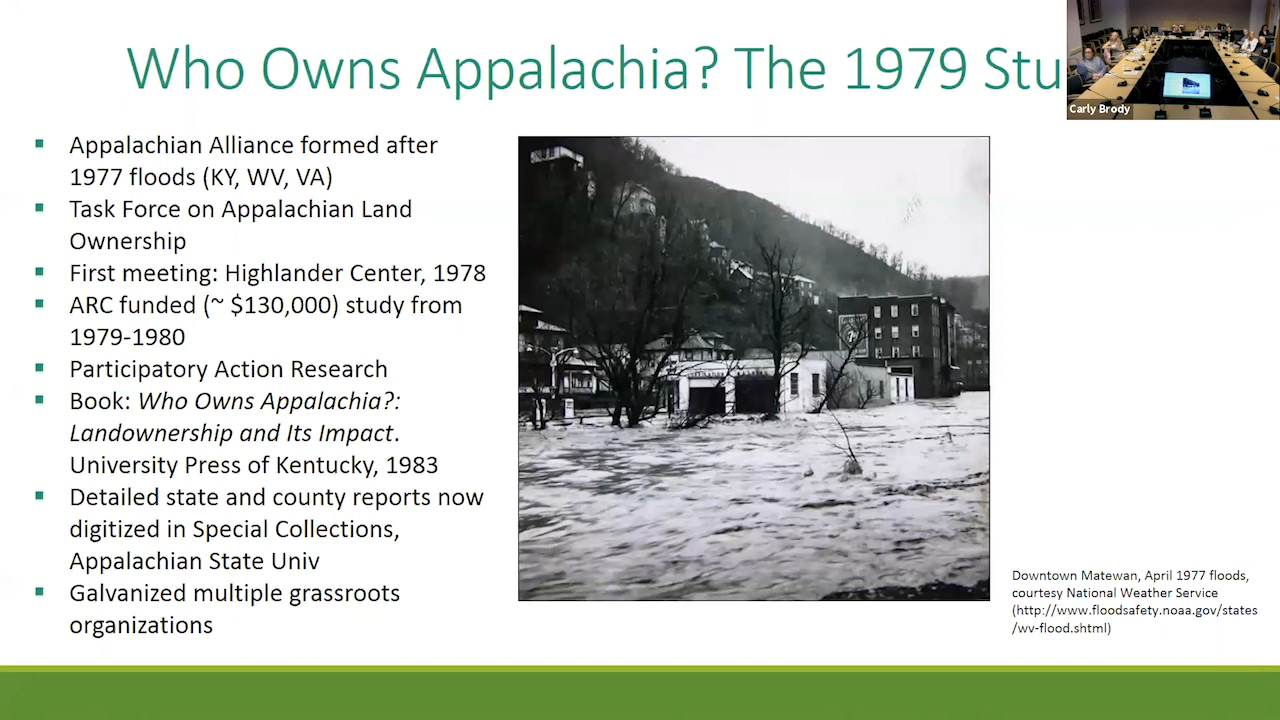 Who Owns Appalachia? The 1979 Stu
Carly Brody
▪ Appalachian Alliance formed after
1977 floods (KY, WV, VA)
▪ Task Force on Appalachian Land
Ownership
▪ First meeting: Highlander Center, 1978
▪ ARC funded (~ $130,000) study from
1979-1980
▪ Participatory Action Research
▪ Book: Who Owns Appalachia?:
Landownership and Its Impact.
University Press of Kentucky, 1983
▪ Detailed state and county reports now
digitized in Special Collections,
Appalachian State Univ
▪ Galvanized multiple grassroots
organizations
Downtown Matewan, April 1977 floods,
courtesy National Weather Service
(http://www.floodsafety.noaa.gov/states
/wv-flood.shtml)